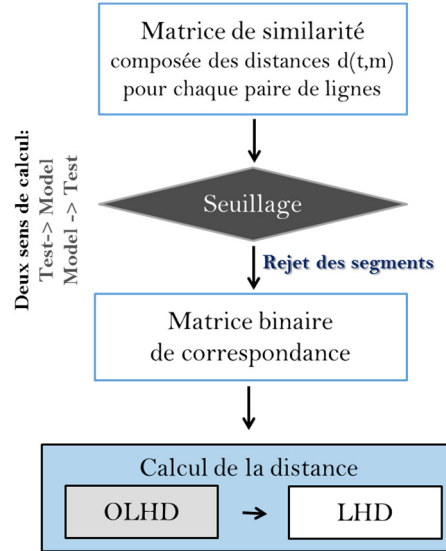 Matrice de similarité
composée des distances d(t,m)
pour chaque paire de lignes
Deux sens de calcul:
Test-> Model
Model -> Test
Seuillage
Rejet des segments
Matrice binaire
de correspondance
Calcul de la distance
OLHD
LHD